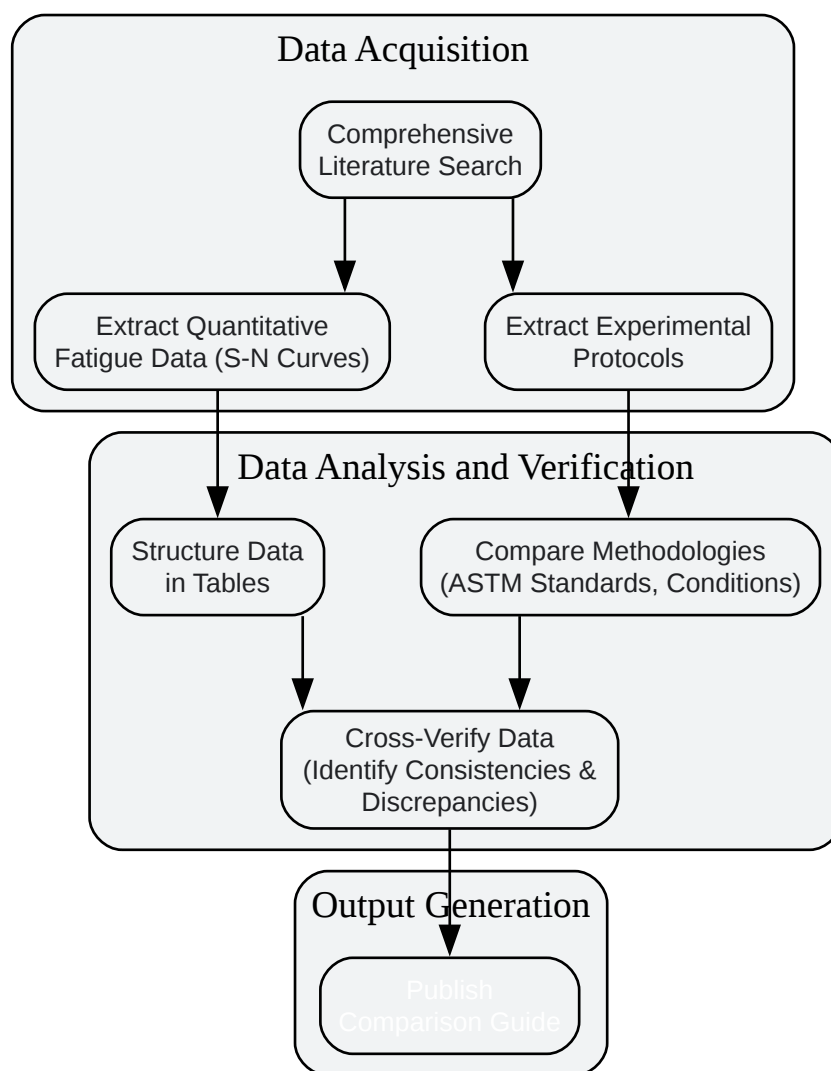 Data Acquisition
Comprehensive
Literature Search
Extract Quantitative
Fatigue Data (S-N Curves)
Extract Experimental
Protocols
Data Analysis and Verification
Structure Data
in Tables
Compare Methodologies
(ASTM Standards, Conditions)
Cross-Verify Data
(Identify Consistencies &
Discrepancies)
Output Generation
Publish
Comparison Guide